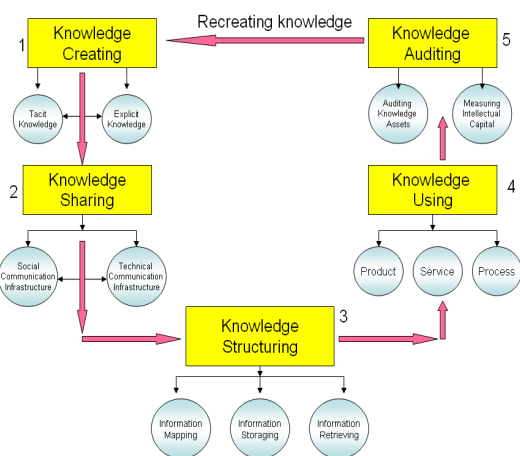 Recreating knowledge
1
Knowledge
Creating
Tacit
Knowledge
Explicit
Knowledge
2
Knowledge
Sharing
Social
Communication
Infrastructure
Technical
Communication
Infrastructure
3
Knowledge
Structuring
Information
Mapping
Information
Storaging
Information
Retrieving
4
Knowledge
Using
Product
Service
Process
5
Knowledge
Auditing
Auditing
Knowledge
Assets
Measuring
Intellectual
Capital